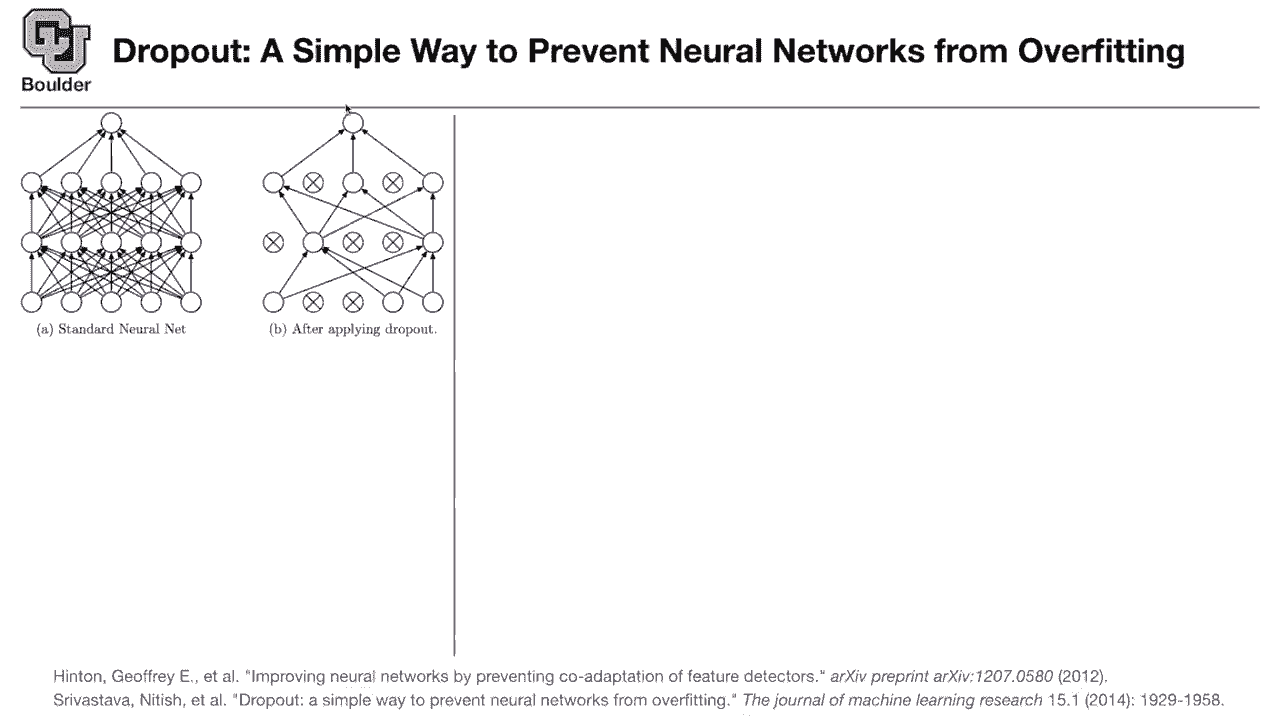 CU
Boulder
Dropout: A Simple Way to Prevent Neural Networks from Overfitting
(a) Standard Neural Net
(b) After applying dropout.
Hinton, Geoffrey E., et al. "Improving neural networks by preventing co-adaptation of feature detectors." arXiv preprint arXiv:1207.0580 (2012).
Srivastava, Nitish, et al. "Dropout: a simple way to prevent neural networks from overfitting." The journal of machine learning research 15.1 (2014): 1929-1958.